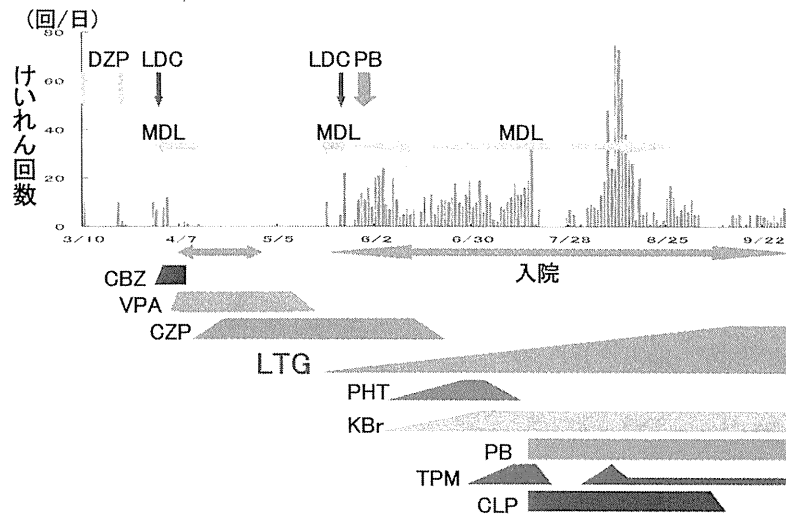 (回/日)
けいれん回数
80
60
40
20
0
DZP LDC LDC PB
MDL MDL MDL
3/10 4/7 5/5 6/2 6/30 7/28 8/25 9/22
入院
CBZ
VPA
CZP
LTG
PHT
KBr
PB
TPM
CLP